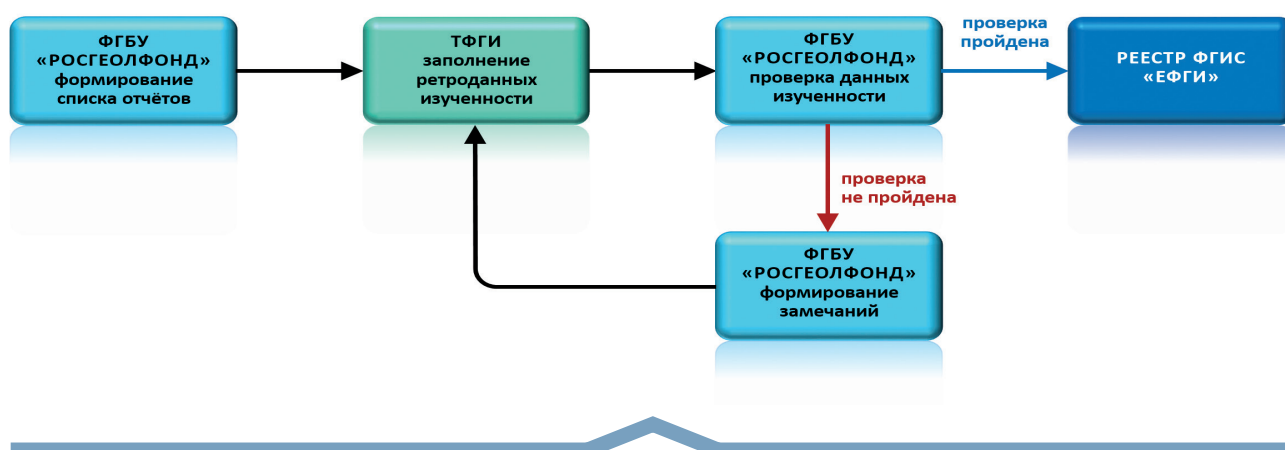 ФГБУ
«РОСГЕОЛФОНД»
формирование
списка отчётов
ТФГИ
заполнение
ретроданных
изученности
ФГБУ
«РОСГЕОЛФОНД»
проверка данных
изученности
проверка
пройдена
РЕЕСТР ФГИС
«ЕФГИ»
проверка
не пройдена
ФГБУ
«РОСГЕОЛФОНД»
формирование
замечаний